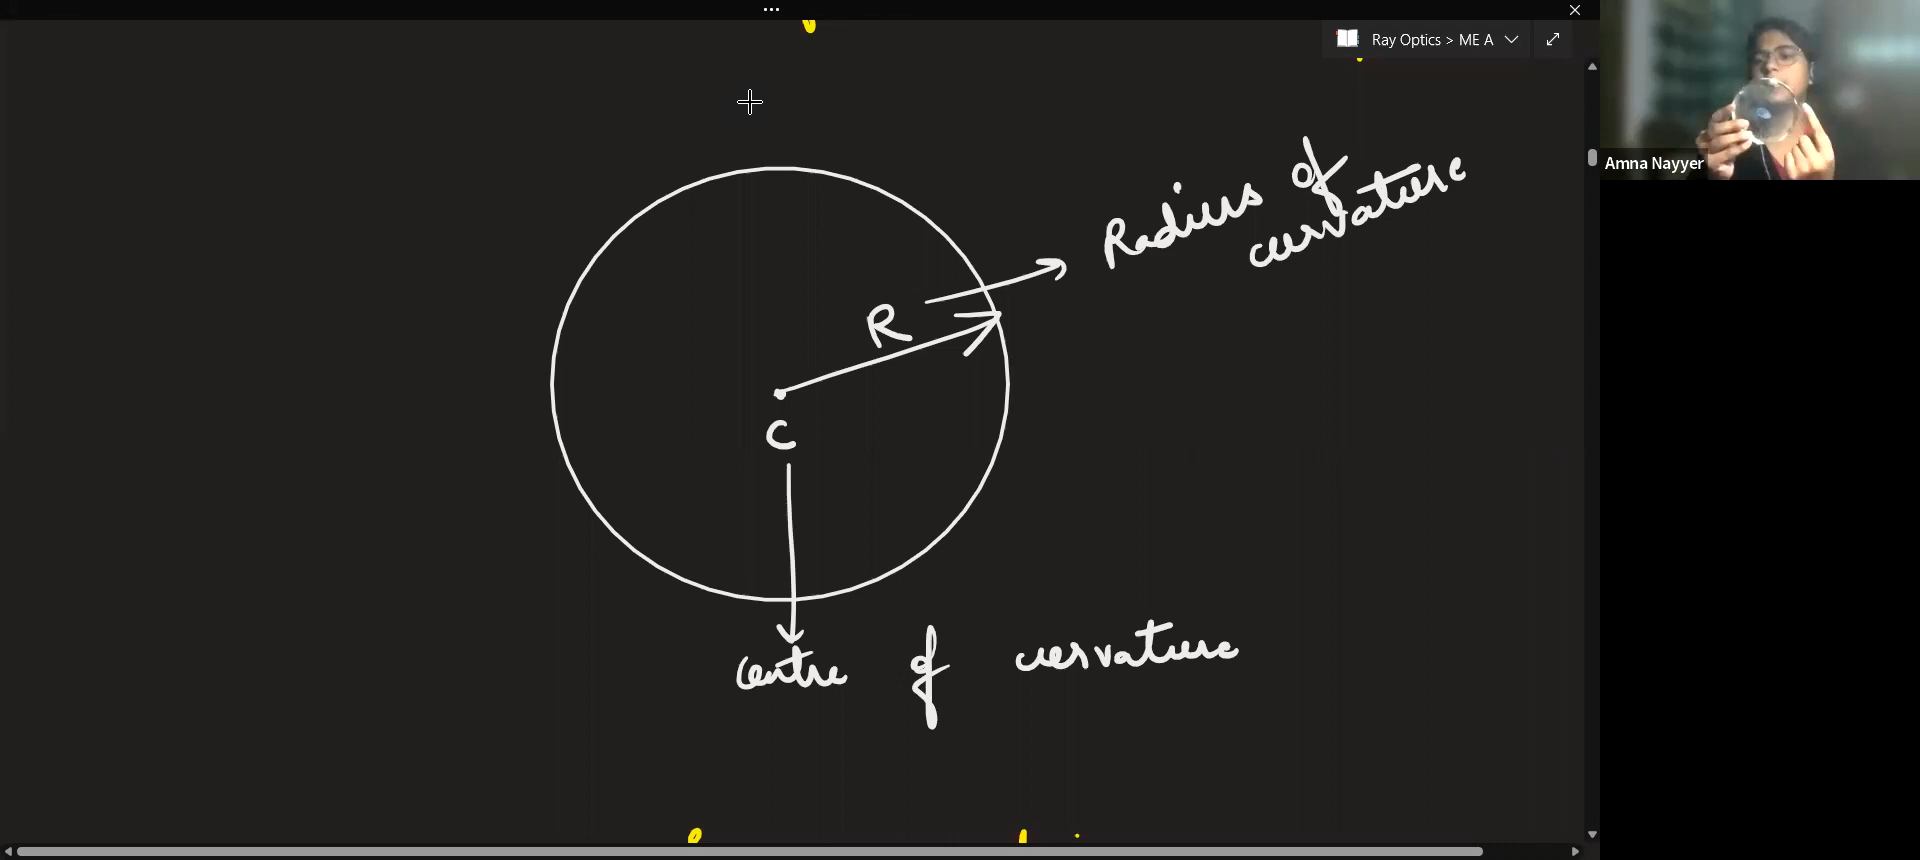 Ray Optics > ME A
Amna Nayyer
Radius of
curvature
R
C
centre of curvature